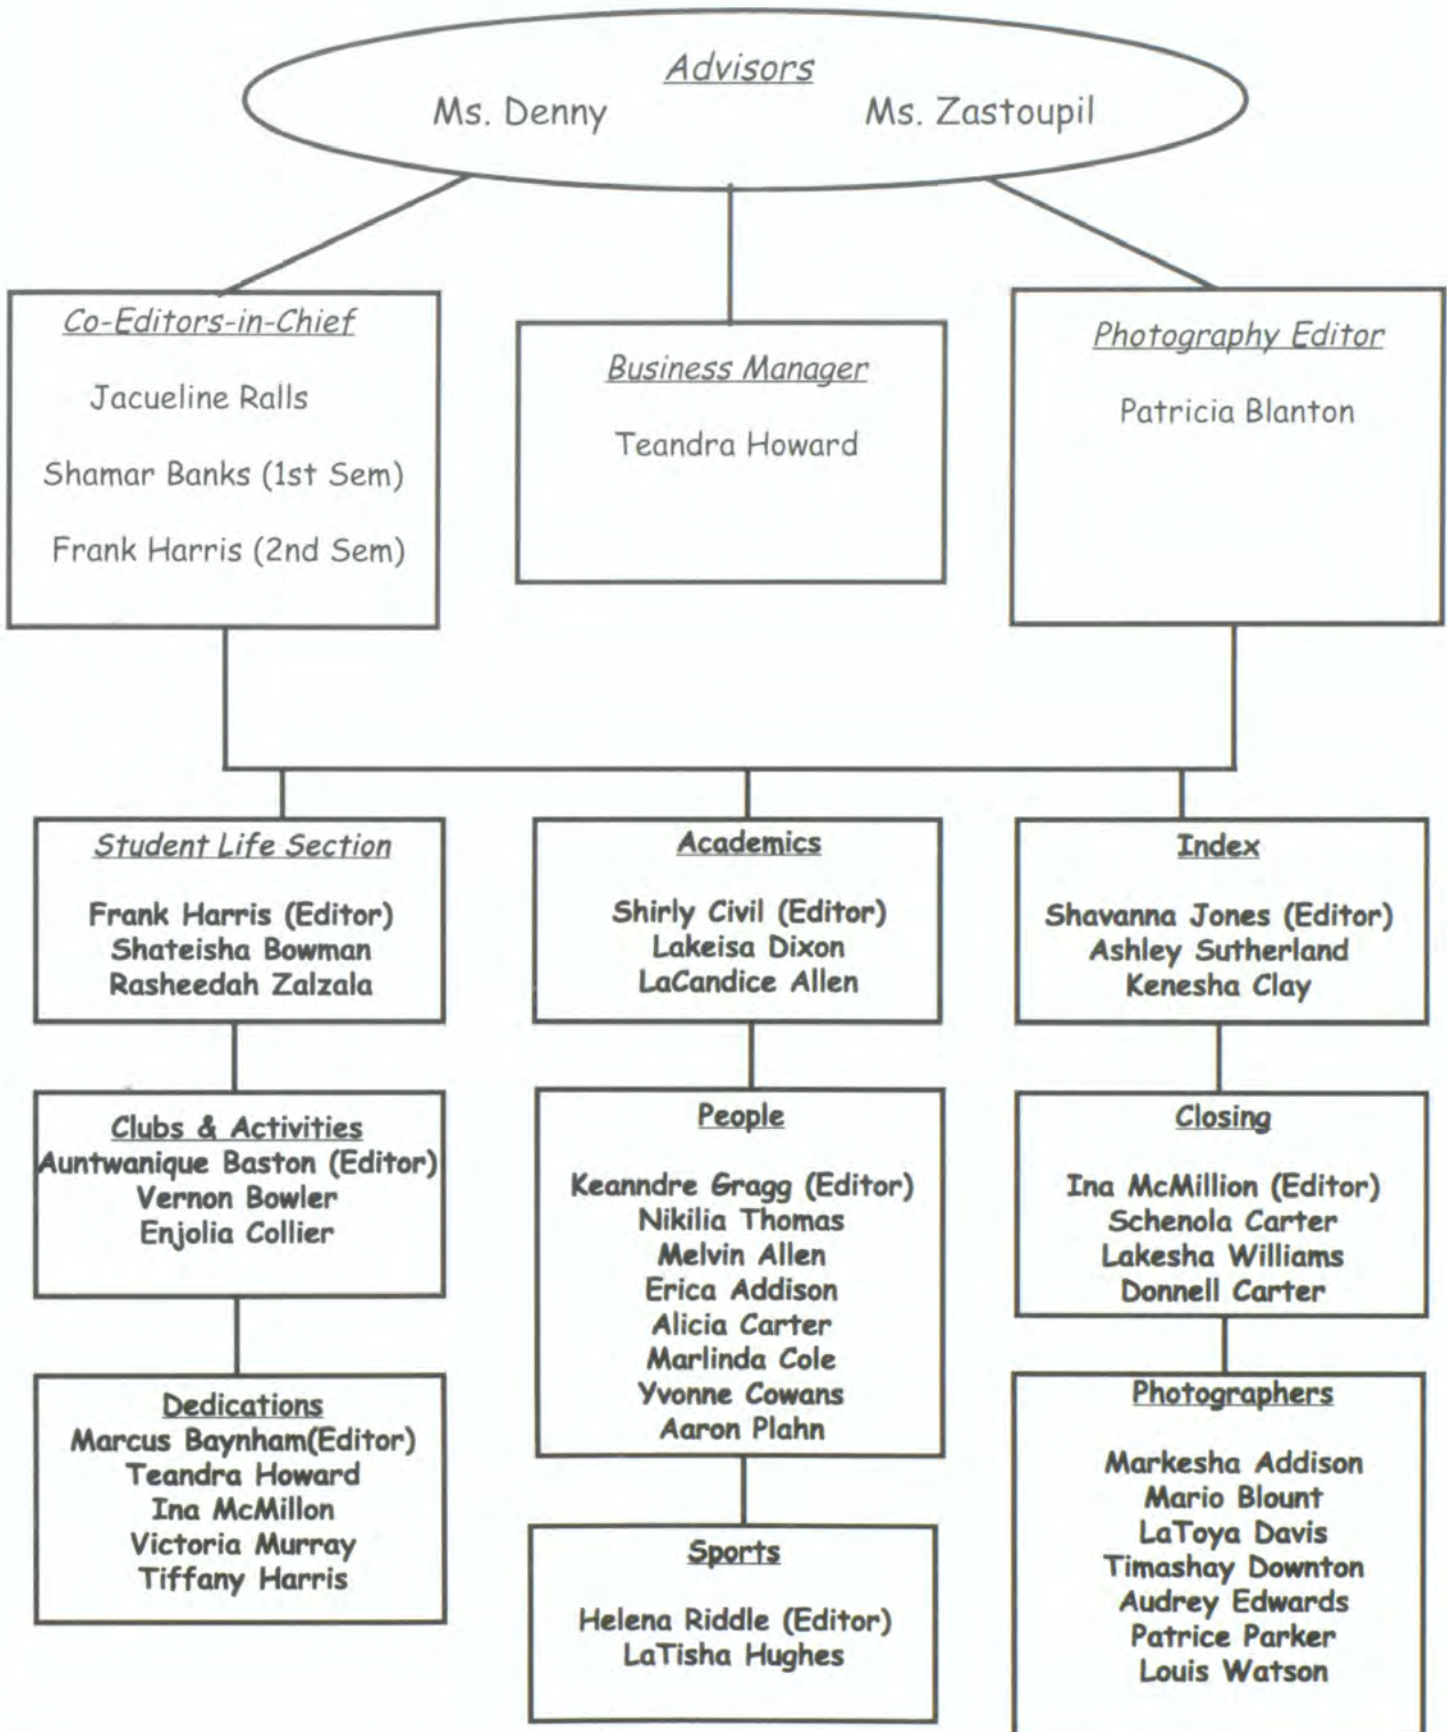 Advisors
Ms. Denny Ms. Zastoupil
Co-Editors-in-Chief
Jacueline Ralls
Shamar Banks (1st Sem)
Frank Harris (2nd Sem)
Business Manager
Teandra Howard
Photography Editor
Patricia Blanton
Student Life Section
Frank Harris (Editor)
Shateisha Bowman
Rasheedah Zalzala
Academics
Shirly Civil (Editor)
Lakeisa Dixon
LaCandice Allen
Index
Shavanna Jones (Editor)
Ashley Sutherland
Kenesha Clay
Clubs & Activities
Auntwanique Baston (Editor)
Vernon Bowler
Enjolia Collier
People
Keanndre Gragg (Editor)
Nikilia Thomas
Melvin Allen
Erica Addison
Alicia Carter
Marlinda Cole
Yvonne Cowans
Aaron Plahn
Closing
Ina McMillion (Editor)
Schenola Carter
Lakesha Williams
Donnell Carter
Dedications
Marcus Baynham(Editor)
Teandra Howard
Ina McMillon
Victoria Murray
Tiffany Harris
Sports
Helena Riddle (Editor)
LaTisha Hughes
Photographers
Markesha Addison
Mario Blount
LaToya Davis
Timashay Downton
Audrey Edwards
Patrice Parker
Louis Watson